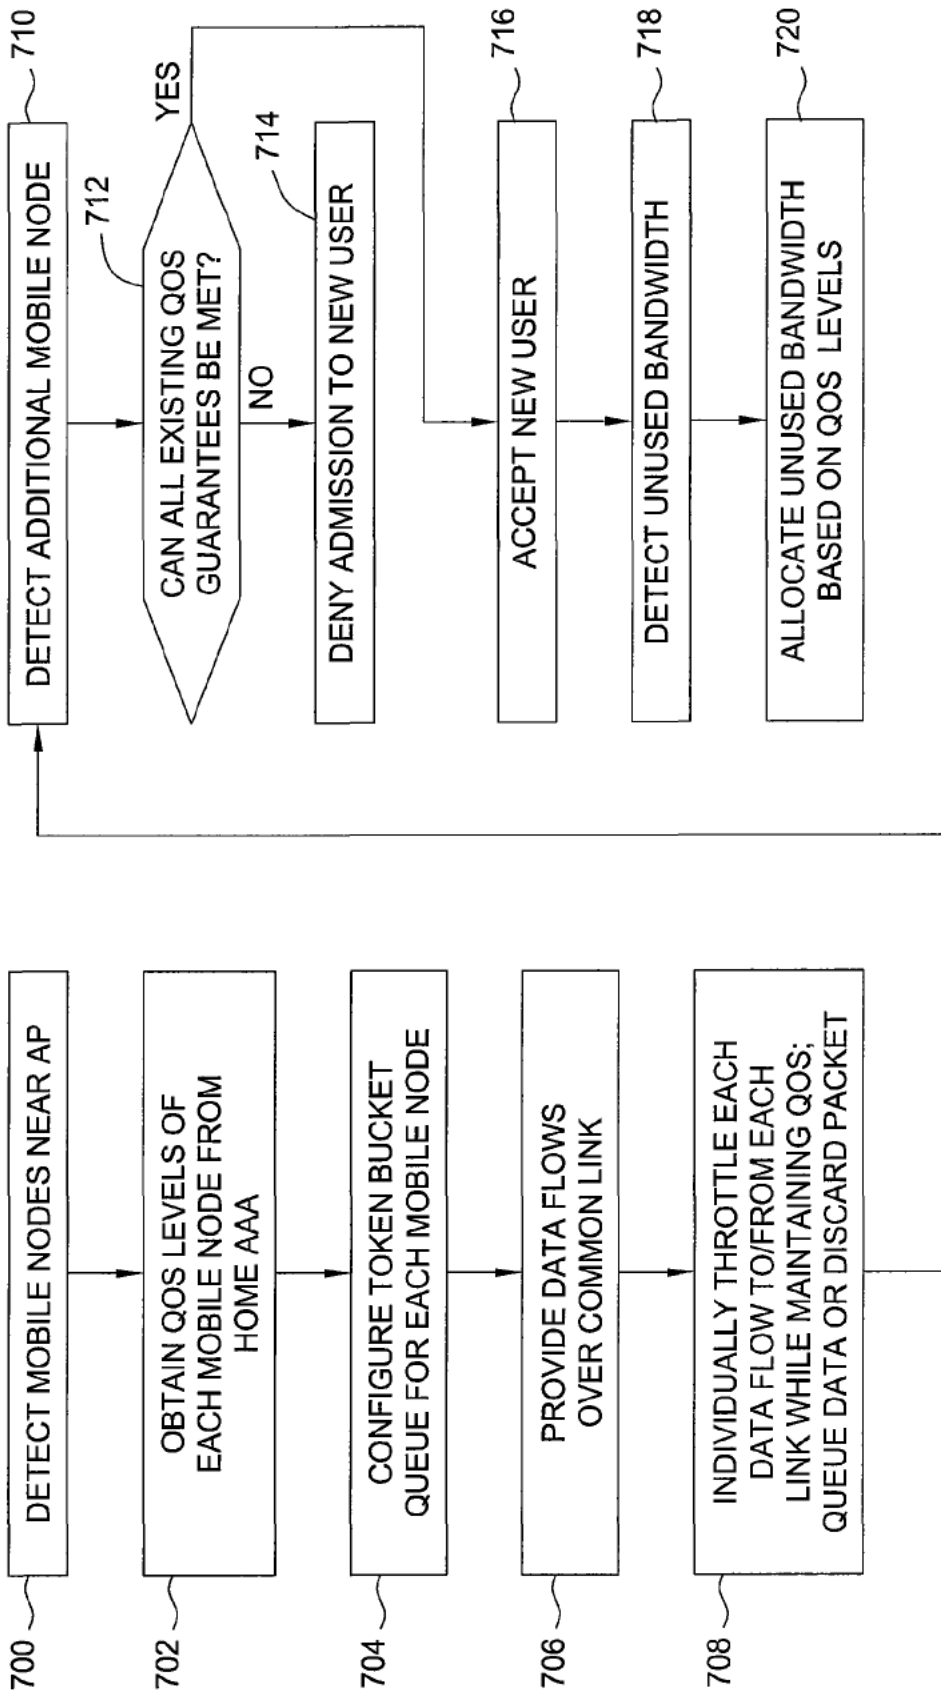 700
DETECT MOBILE NODES NEAR AP
702
OBTAIN QOS LEVELS OF
EACH MOBILE NODE FROM
HOME AAA
704
CONFIGURE TOKEN BUCKET
QUEUE FOR EACH MOBILE NODE
706
PROVIDE DATA FLOWS
OVER COMMON LINK
708
INDIVIDUALLY THROTTLE EACH
DATA FLOW TO/FROM EACH
LINK WHILE MAINTAINING QOS;
QUEUE DATA OR DISCARD PACKET
DETECT ADDITIONAL MOBILE NODE
710
712
CAN ALL EXISTING QOS
GUARANTEES BE MET?
YES
NO
714
DENY ADMISSION TO NEW USER
ACCEPT NEW USER
716
DETECT UNUSED BANDWIDTH
718
ALLOCATE UNUSED BANDWIDTH
BASED ON QOS LEVELS
720